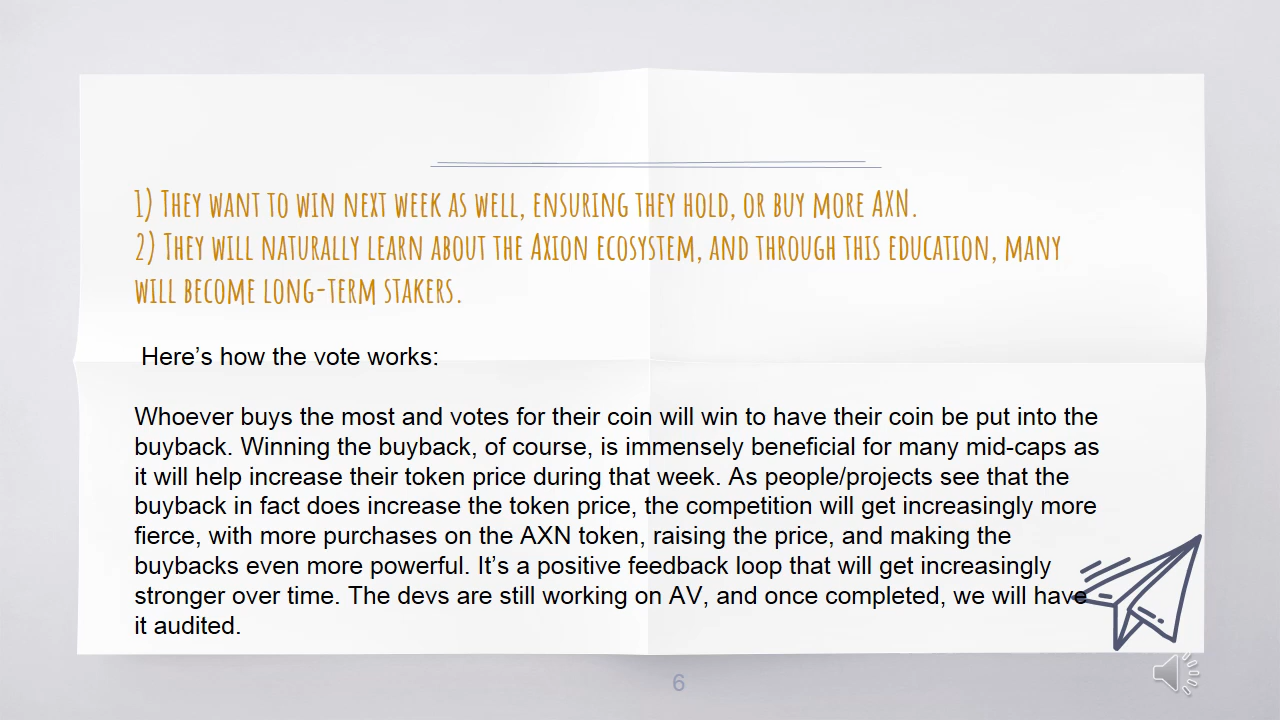 1) They want to win next week as well, ensuring they hold, or buy more AXN.
2) They will naturally learn about the Axion ecosystem, and through this education, many
will become long-term stakers.
Here’s how the vote works:
Whoever buys the most and votes for their coin will win to have their coin be put into the
buyback. Winning the buyback, of course, is immensely beneficial for many mid-caps as
it will help increase their token price during that week. As people/projects see that the
buyback in fact does increase the token price, the competition will get increasingly more
fierce, with more purchases on the AXN token, raising the price, and making the
buybacks even more powerful. It’s a positive feedback loop that will get increasingly
stronger over time. The devs are still working on AV, and once completed, we will have
it audited.
6